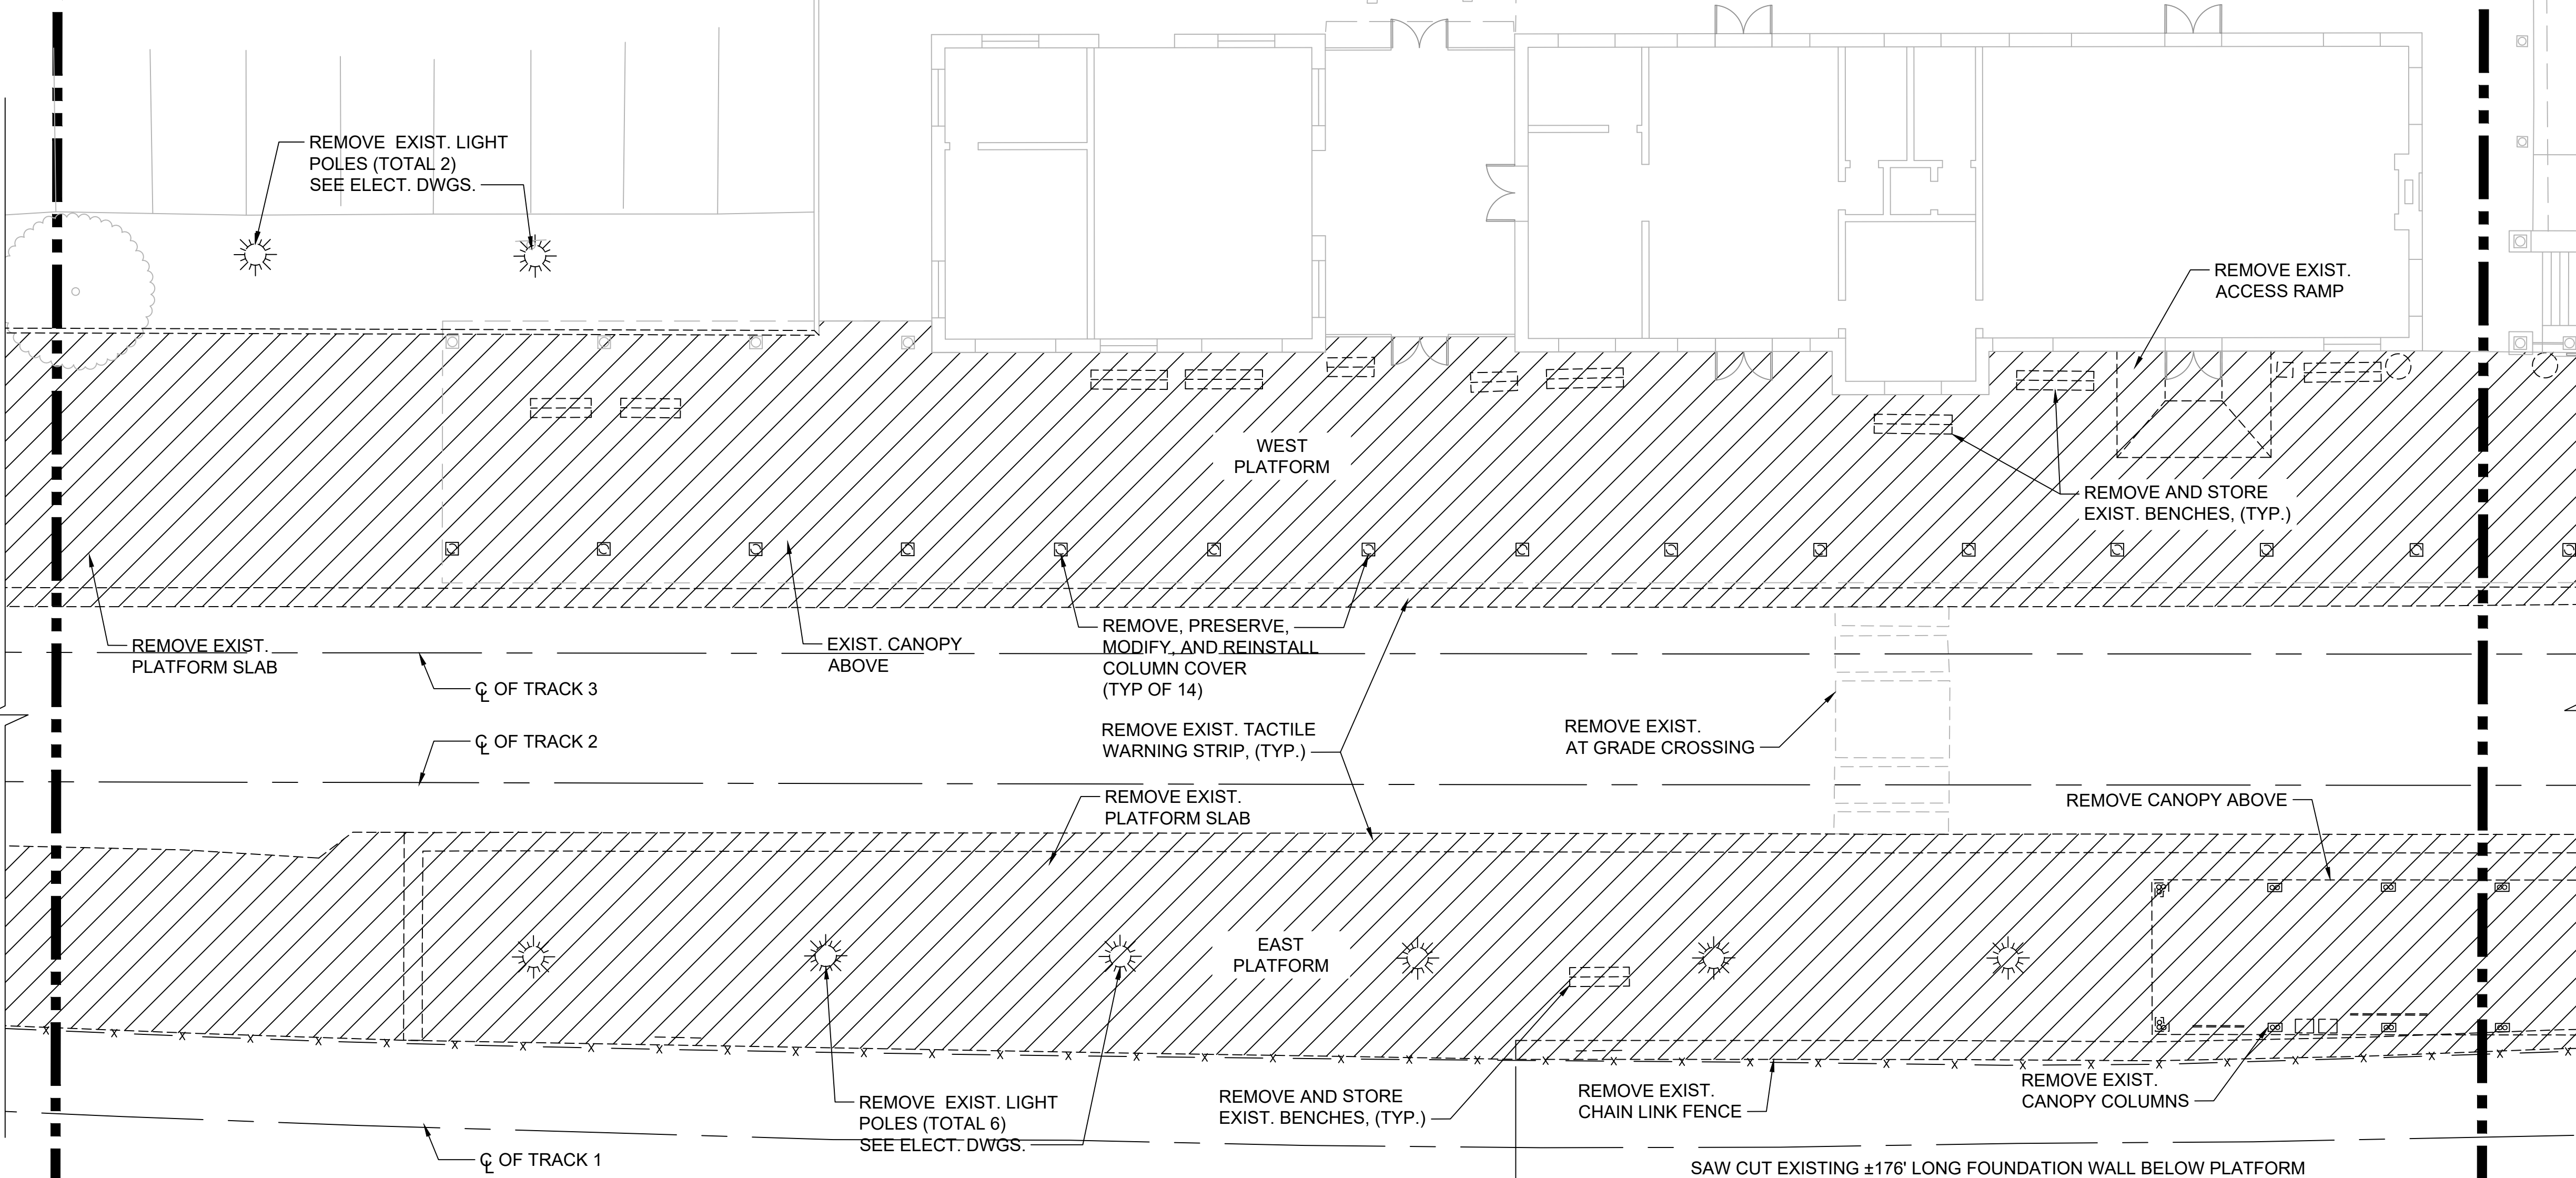 REMOVE EXIST. LIGHT
POLES (TOTAL 2)
SEE ELECT. DWGS.
REMOVE EXIST.
ACCESS RAMP
WEST
PLATFORM
REMOVE AND STORE
EXIST. BENCHES, (TYP.)
REMOVE EXIST.
PLATFORM SLAB
EXIST. CANOPY
ABOVE
REMOVE, PRESERVE,
MODIFY, AND REINSTALL
COLUMN COVER
(TYP OF 14)
℄ OF TRACK 3
REMOVE EXIST. TACTILE
WARNING STRIP, (TYP.)
REMOVE EXIST.
AT GRADE CROSSING
℄ OF TRACK 2
REMOVE EXIST.
PLATFORM SLAB
REMOVE CANOPY ABOVE
EAST
PLATFORM
REMOVE EXIST. LIGHT
POLES (TOTAL 6)
SEE ELECT. DWGS.
REMOVE AND STORE
EXIST. BENCHES, (TYP.)
REMOVE EXIST.
CHAIN LINK FENCE
REMOVE EXIST.
CANOPY COLUMNS
℄ OF TRACK 1
SAW CUT EXISTING ±176' LONG FOUNDATION WALL BELOW PLATFORM